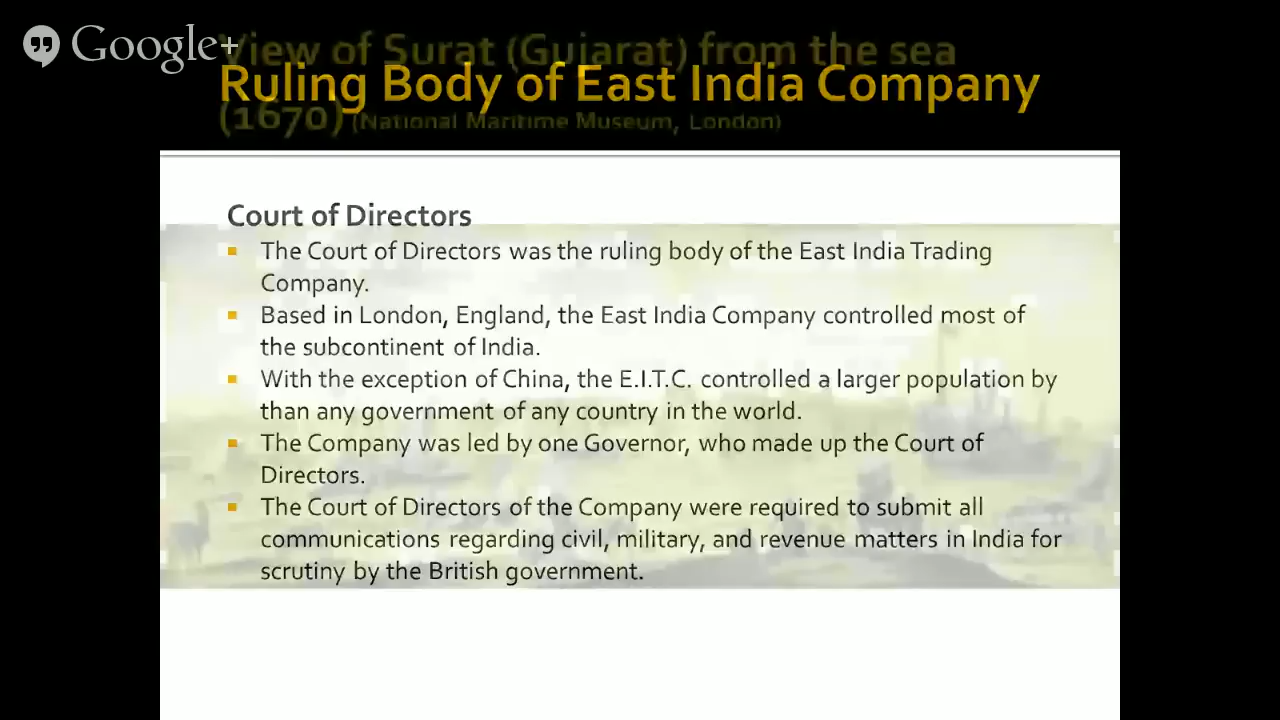 Google+
View of Surat (Gujarat) from the sea
Ruling Body of East India Company
(1670) (National Maritime Museum, London)
Court of Directors
The Court of Directors was the ruling body of the East India Trading
Company.
Based in London, England, the East India Company controlled most of
the subcontinent of India.
With the exception of China, the E.I.T.C. controlled a larger population by
than any government of any country in the world.
The Company was led by one Governor, who made up the Court of
Directors.
The Court of Directors of the Company were required to submit all
communications regarding civil, military, and revenue matters in India for
scrutiny by the British government.